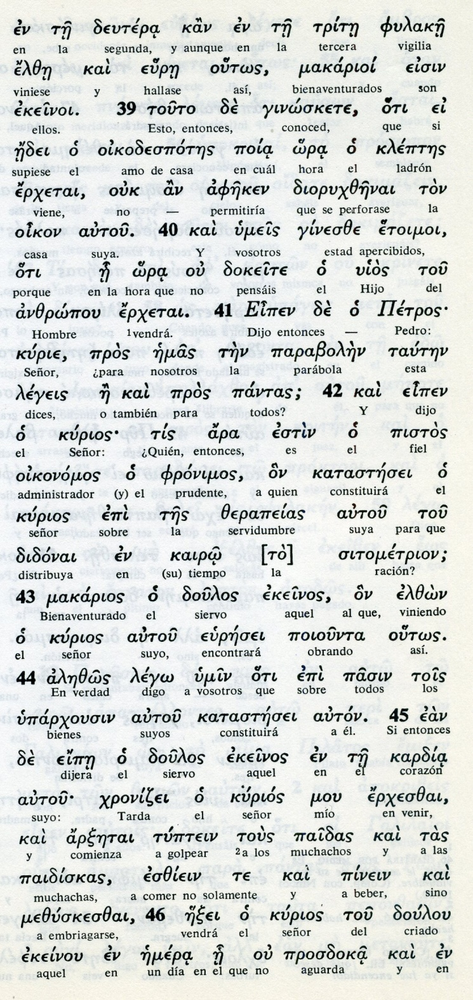 ἐν τῇ δευτέρᾳ κἂν ἐν τῇ τρίτῃ φυλακῇ
en la segunda, y aunque en la tercera vigilia
ἔλθῃ καὶ εὕρῃ οὕτως, μακάριοί εἰσιν
viniese y hallase así, bienaventurados son
ἐκεῖνοι. 39 τοῦτο δὲ γινώσκετε, ὅτι εἰ
ellos. Esto, entonces, conoced, que si
ᾔδει ὁ οἰκοδεσπότης ποίᾳ ὥρᾳ ὁ κλέπτης
supiese el amo de casa en cuál hora el ladrón
ἔρχεται, οὐκ ἂν ἀφῆκεν διορυχθῆναι τὸν
viene, no — permitiría que se perforase la
οἶκον αὐτοῦ. 40 καὶ ὑμεῖς γίνεσθε ἕτοιμοι,
casa suya. Y vosotros estad apercibidos,
ὅτι ᾗ ὥρᾳ οὐ δοκεῖτε ὁ υἱὸς τοῦ
porque en la hora que no pensáis el Hijo del
ἀνθρώπου ἔρχεται. 41 Εἶπεν δὲ ὁ Πέτρος·
Hombre 1vendrá. Dijo entonces — Pedro:
κύριε, πρὸς ἡμᾶς τὴν παραβολὴν ταύτην
Señor, ¿para nosotros la parábola esta
λέγεις ἢ καὶ πρὸς πάντας; 42 καὶ εἶπεν
dices, o también para todos? Y dijo
ὁ κύριος· τίς ἄρα ἐστὶν ὁ πιστὸς
el Señor: ¿Quién, entonces, es el fiel
οἰκονόμος ὁ φρόνιμος, ὃν καταστήσει ὁ
administrador (y) el prudente, a quien constituirá el
κύριος ἐπὶ τῆς θεραπείας αὐτοῦ τοῦ
señor sobre la servidumbre suya para que
διδόναι ἐν καιρῷ [τὸ] σιτομέτριον;
distribuya en (su) tiempo la ración?
43 μακάριος ὁ δοῦλος ἐκεῖνος, ὃν ἐλθὼν
Bienaventurado el siervo aquel al que, viniendo
ὁ κύριος αὐτοῦ εὑρήσει ποιοῦντα οὕτως.
el señor suyo, encontrará obrando así.
44 ἀληθῶς λέγω ὑμῖν ὅτι ἐπὶ πᾶσιν τοῖς
En verdad digo a vosotros que sobre todos los
ὑπάρχουσιν αὐτοῦ καταστήσει αὐτόν. 45 ἐὰν
bienes suyos constituirá a él. Si entonces
δὲ εἴπῃ ὁ δοῦλος ἐκεῖνος ἐν τῇ καρδίᾳ
dijera el siervo aquel en el corazón
αὐτοῦ· χρονίζει ὁ κύριός μου ἔρχεσθαι,
suyo: Tarda el señor mío en venir,
καὶ ἄρξηται τύπτειν τοὺς παῖδας καὶ τὰς
y comienza a golpear 2a los muchachos y a las
παιδίσκας, ἐσθίειν τε καὶ πίνειν καὶ
muchachas, a comer no solamente y a beber, sino
μεθύσκεσθαι, 46 ἥξει ὁ κύριος τοῦ δούλου
a embriagarse, vendrá el señor del criado
ἐκείνου ἐν ἡμέρᾳ ᾗ οὐ προσδοκᾷ καὶ ἐν
aquel en un día en el que no aguarda y en